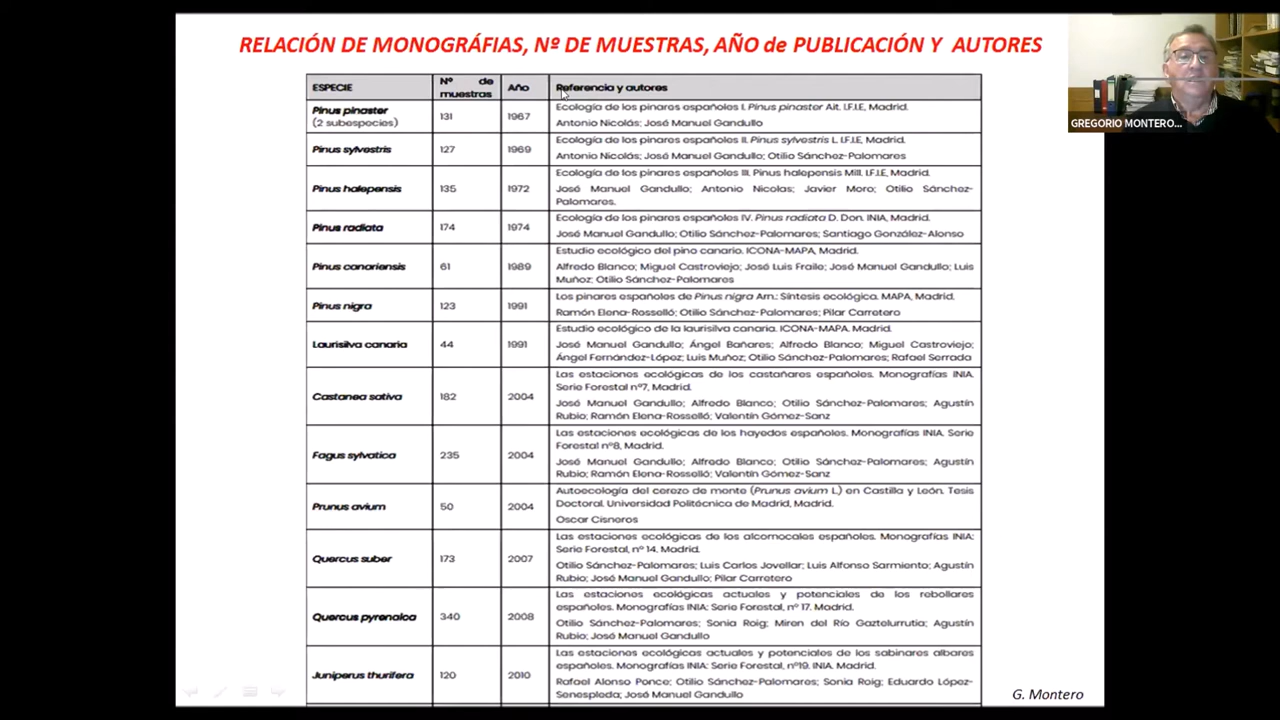 RELACIÓN DE MONOGRÁFIAS, Nº DE MUESTRAS, AÑO de PUBLICACIÓN Y AUTORES
GREGORIO MONTERO...
ESPECIE
Nº de
muestras
Año
Referencia y autores
Pinus pinaster
(2 subespecies)
131
1967
Ecología de los pinares españoles I. Pinus pinaster Ait. I.F.I.E, Madrid.
Antonio Nicolás; José Manuel Gandullo
Pinus sylvestris
127
1969
Ecología de los pinares españoles II. Pinus sylvestris L. I.F.I.E, Madrid.
Antonio Nicolás; José Manuel Gandullo; Otilio Sánchez-Palomares
Pinus halepensis
135
1972
Ecología de los pinares españoles III. Pinus halepensis Mill. I.F.I.E, Madrid.
José Manuel Gandullo; Antonio Nicolas; Javier Moro; Otilio Sánchez-
Palomares.
Pinus radiata
174
1974
Ecología de los pinares españoles IV. Pinus radiata D. Don. INIA, Madrid.
José Manuel Gandullo; Otilio Sánchez-Palomares; Santiago González-Alonso
Pinus canariensis
61
1989
Estudio ecológico del pino canario. ICONA-MAPA, Madrid.
Alfredo Blanco; Miguel Castroviejo; José Luis Fraile; José Manuel Gandullo; Luis
Muñoz; Otilio Sánchez-Palomares
Pinus nigra
123
1991
Los pinares españoles de Pinus nigra Arn.: Síntesis ecológica. MAPA, Madrid.
Ramón Elena-Rosselló; Otilio Sánchez-Palomares; Pilar Carretero
Laurisilva canaria
44
1991
Estudio ecológico de la laurisilva canaria. ICONA-MAPA. Madrid.
José Manuel Gandullo; Ángel Bañares; Alfredo Blanco; Miguel Castroviejo;
Ángel Fernández-López; Luis Muñoz; Otilio Sánchez-Palomares; Rafael Serrada
Castanea sativa
182
2004
Las estaciones ecológicas de los castañares españoles. Monografías INIA.
Serie Forestal nº7, Madrid.
José Manuel Gandullo; Alfredo Blanco; Otilio Sánchez-Palomares; Agustín
Rubio; Ramón Elena-Rosselló; Valentín Gómez-Sanz
Fagus sylvatica
235
2004
Las estaciones ecológicas de los hayedos españoles. Monografías INIA. Serie
Forestal nº8, Madrid.
José Manuel Gandullo; Alfredo Blanco; Otilio Sánchez-Palomares; Agustín
Rubio; Ramón Elena-Rosselló; Valentín Gómez-Sanz
Prunus avium
50
2004
Autoecología del cerezo de monte (Prunus avium L.) en Castilla y León. Tesis
Doctoral. Universidad Politécnica de Madrid, Madrid.
Oscar Cisneros
Quercus suber
173
2007
Las estaciones ecológicas de los alcornocales españoles. Monografías INIA:
Serie Forestal, nº 14, Madrid.
Otilio Sánchez-Palomares; Luis Carlos Jovellar; Luis Alfonso Sarmiento; Agustín
Rubio; José Manuel Gandullo; Pilar Carretero
Quercus pyrenaica
340
2008
Las estaciones ecológicas actuales y potenciales de los rebollares
españoles. Monografías INIA: Serie Forestal, nº 17. Madrid.
Otilio Sánchez-Palomares; Sonia Roig; Miren del Río Gaztelurrutia; Agustín
Rubio; José Manuel Gandullo
Juniperus thurifera
120
2010
Las estaciones ecológicas actuales y potenciales de los sabinares albares
españoles. Monografías INIA: Serie Forestal, nº19. INIA. Madrid.
Rafael Alonso Ponce; Otilio Sánchez-Palomares; Sonia Roig; Eduardo López-
Senespleda; José Manuel Gandullo
G. Montero